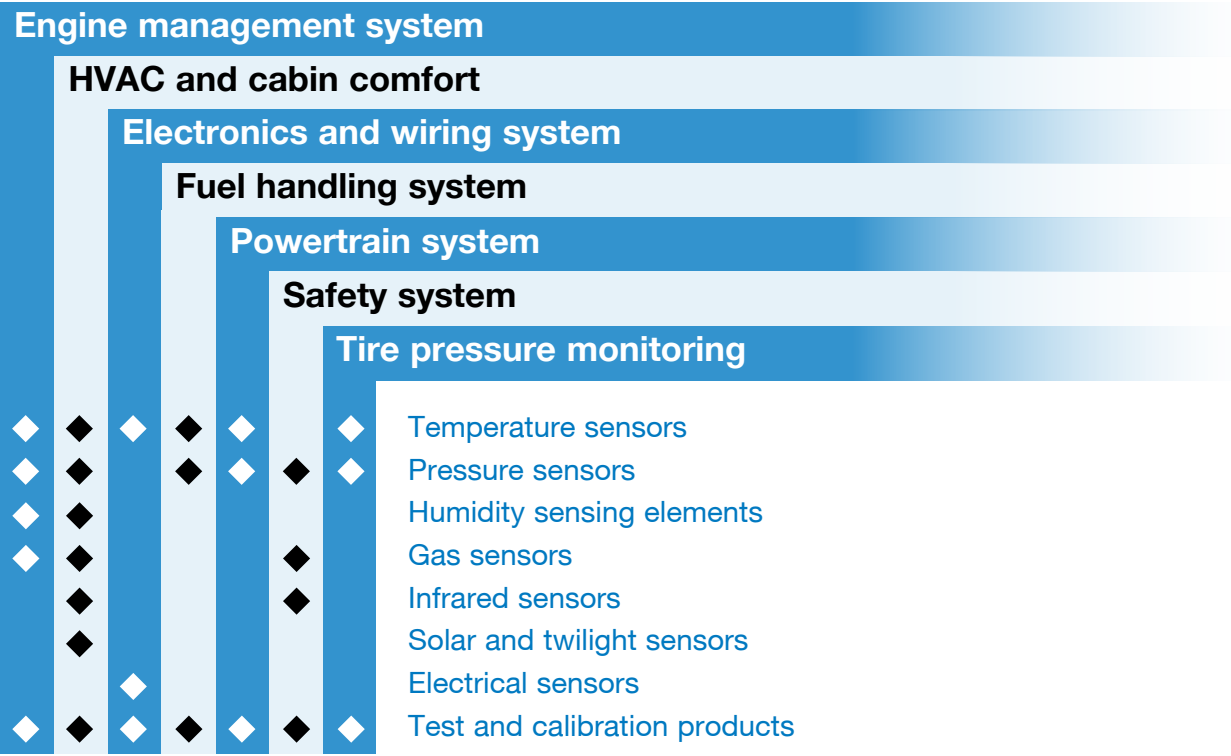 Engine management system
HVAC and cabin comfort
Electronics and wiring system
Fuel handling system
Powertrain system
Safety system
Tire pressure monitoring
Temperature sensors
Pressure sensors
Humidity sensing elements
Gas sensors
Infrared sensors
Solar and twilight sensors
Electrical sensors
Test and calibration products